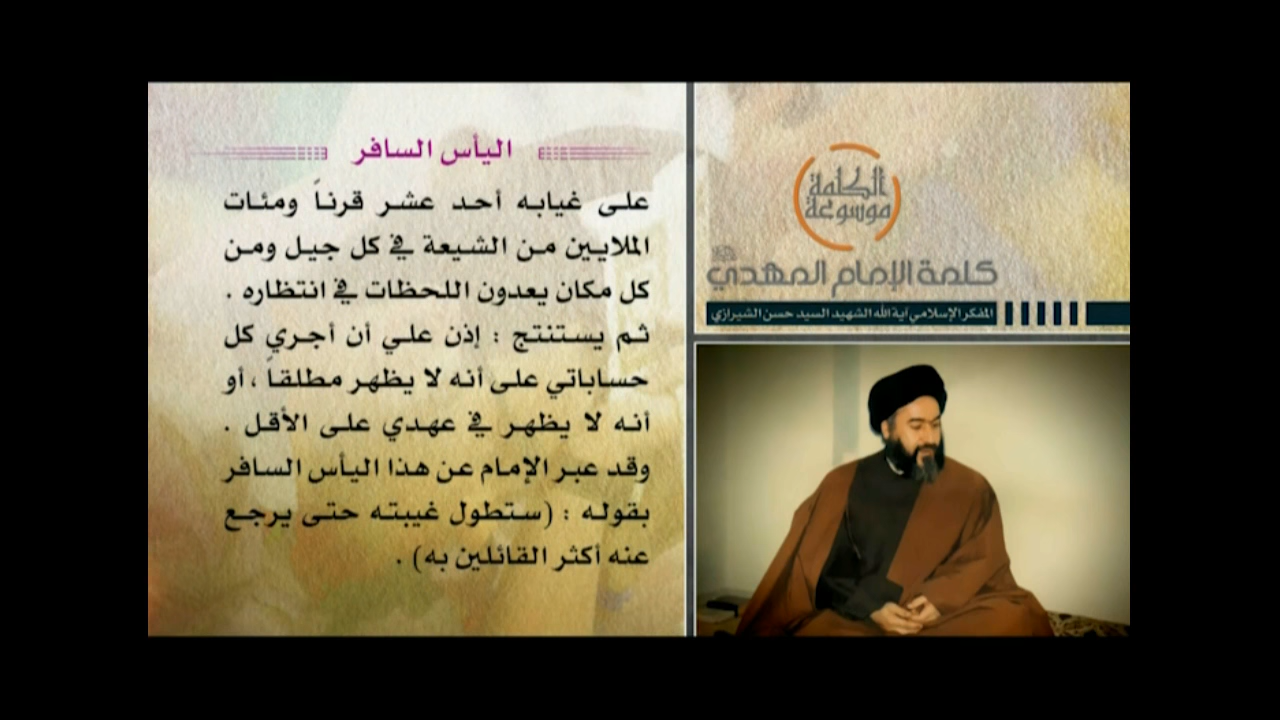 اليأس السافر
على غيابه أحد عشر قرناً ومئات
الملايين من الشيعة في كل جيل ومن
كل مكان يعدون اللحظات في انتظاره .
ثم يستنتج : إذن علي أن أجري كل
حساباتي على أنه لا يظهر مطلقاً ، أو
أنه لا يظهر في عهدي على الأقل .
وقد عبر الإمام عن هذا اليأس السافر
بقوله : (ستطول غيبته حتى يرجع
عنه أكثر القائلين به) .
الكلمة
موسوعة
كلمة الإمام المهدي
المفكر الإسلامي آية الله الشهيد السيد حسن الشيرازي